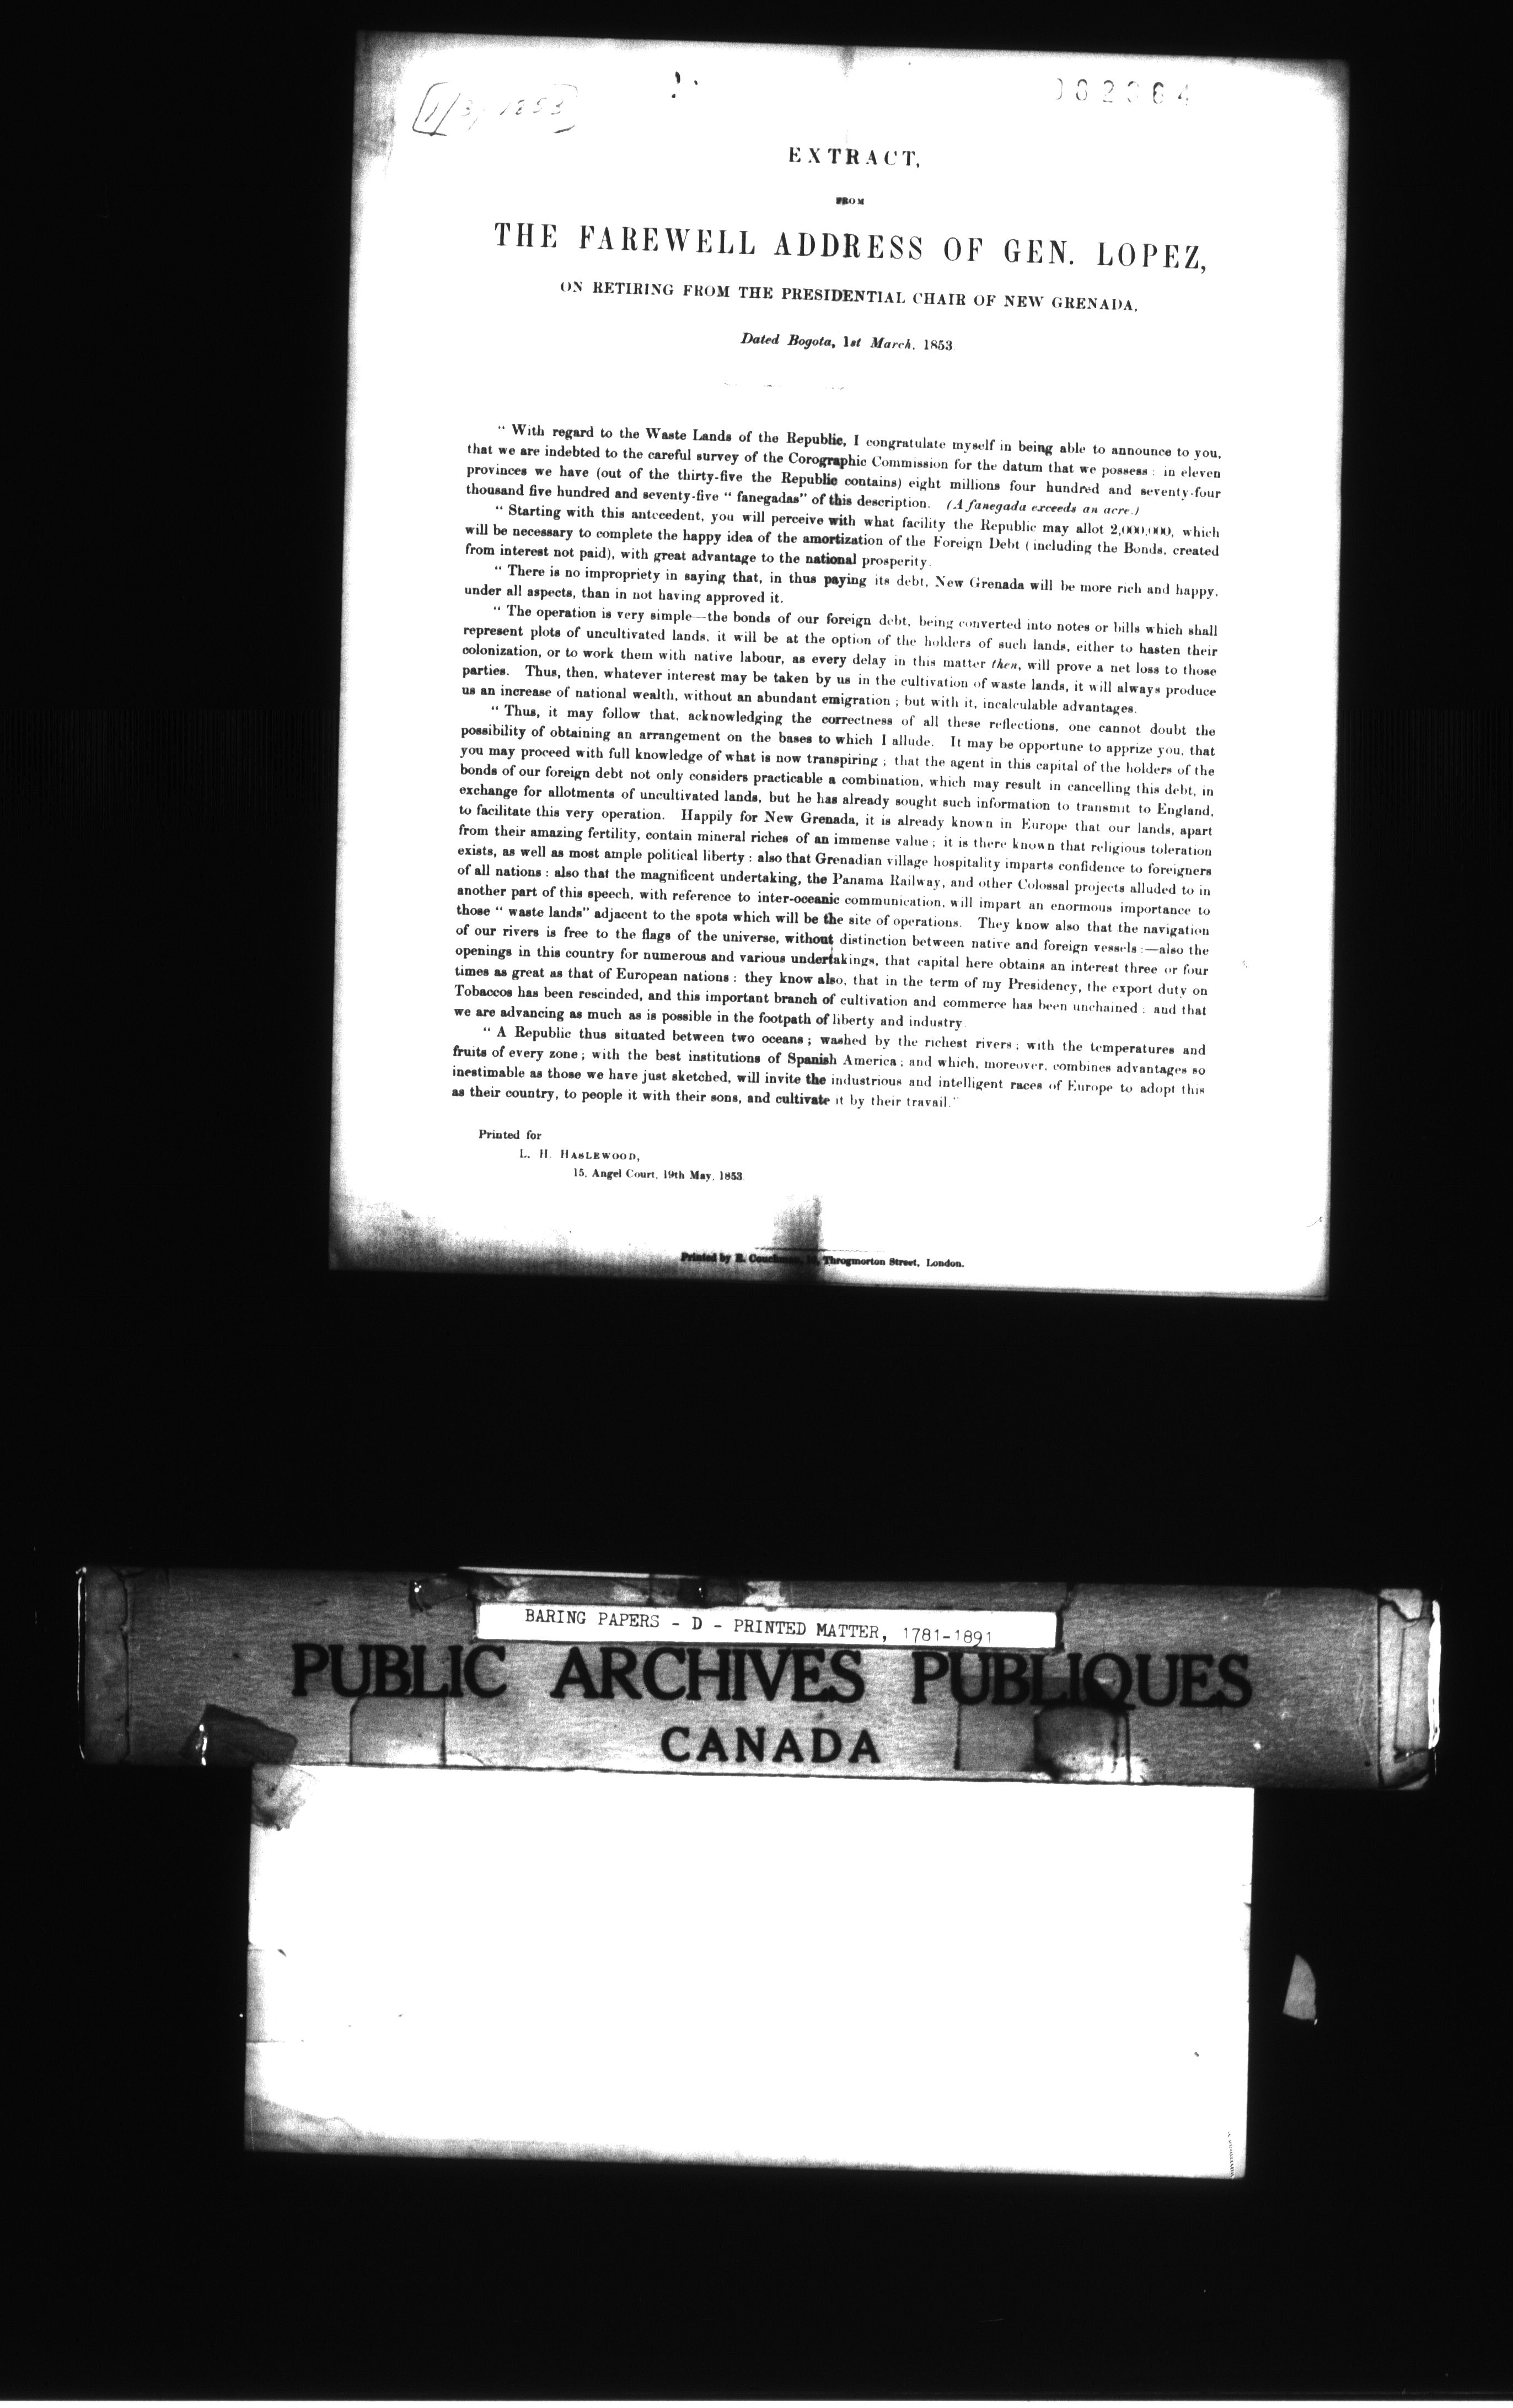 1/3/1853
062364
EXTRACT,
FROM
THE FAREWELL ADDRESS OF GEN. LOPEZ,
ON RETIRING FROM THE PRESIDENTIAL CHAIR OF NEW GRENADA,
Dated Bogota, 1st March, 1853
“ With regard to the Waste Lands of the Republic, I congratulate myself in being able to announce to you,
that we are indebted to the careful survey of the Corographic Commission for the datum that we possess : in eleven
provinces we have (out of the thirty-five the Republic contains) eight millions four hundred and seventy-four
thousand five hundred and seventy-five “ fanegadas” of this description. (A fanegada exceeds an acre.)
“ Starting with this antecedent, you will perceive with what facility the Republic may allot 2,000,000, which
will be necessary to complete the happy idea of the amortization of the Foreign Debt ( including the Bonds, created
from interest not paid), with great advantage to the national prosperity.
“ There is no impropriety in saying that, in thus paying its debt, New Grenada will be more rich and happy,
under all aspects, than in not having approved it.
“ The operation is very simple—the bonds of our foreign debt, being converted into notes or bills which shall
represent plots of uncultivated lands, it will be at the option of the holders of such lands, either to hasten their
colonization, or to work them with native labour, as every delay in this matter then, will prove a net loss to those
parties. Thus, then, whatever interest may be taken by us in the cultivation of waste lands, it will always produce
us an increase of national wealth, without an abundant emigration ; but with it, incalculable advantages.
“ Thus, it may follow that, acknowledging the correctness of all these reflections, one cannot doubt the
possibility of obtaining an arrangement on the bases to which I allude. It may be opportune to apprize you, that
you may proceed with full knowledge of what is now transpiring ; that the agent in this capital of the holders of the
bonds of our foreign debt not only considers practicable a combination, which may result in cancelling this debt, in
exchange for allotments of uncultivated lands, but he has already sought such information to transmit to England,
to facilitate this very operation. Happily for New Grenada, it is already known in Europe that our lands, apart
from their amazing fertility, contain mineral riches of an immense value ; it is there known that religious toleration
exists, as well as most ample political liberty : also that Grenadian village hospitality imparts confidence to foreigners
of all nations : also that the magnificent undertaking, the Panama Railway, and other Colossal projects alluded to in
another part of this speech, with reference to inter-oceanic communication, will impart an enormous importance to
those “ waste lands” adjacent to the spots which will be the site of operations. They know also that the navigation
of our rivers is free to the flags of the universe, without distinction between native and foreign vessels :—also the
openings in this country for numerous and various undertakings, that capital here obtains an interest three or four
times as great as that of European nations : they know also, that in the term of my Presidency, the export duty on
Tobaccos has been rescinded, and this important branch of cultivation and commerce has been unchained ; and that
we are advancing as much as is possible in the footpath of liberty and industry.
“ A Republic thus situated between two oceans ; washed by the richest rivers ; with the temperatures and
fruits of every zone ; with the best institutions of Spanish America ; and which, moreover, combines advantages so
inestimable as those we have just sketched, will invite the industrious and intelligent races of Europe to adopt this
as their country, to people it with their sons, and cultivate it by their travail.”
Printed for
L. H. HASLEWOOD,
15, Angel Court, 19th May, 1853
Printed by E. Couchman, Throgmorton Street, London.
BARING PAPERS - D - PRINTED MATTER, 1781-1891
PUBLIC ARCHIVES PUBLIQUES
CANADA